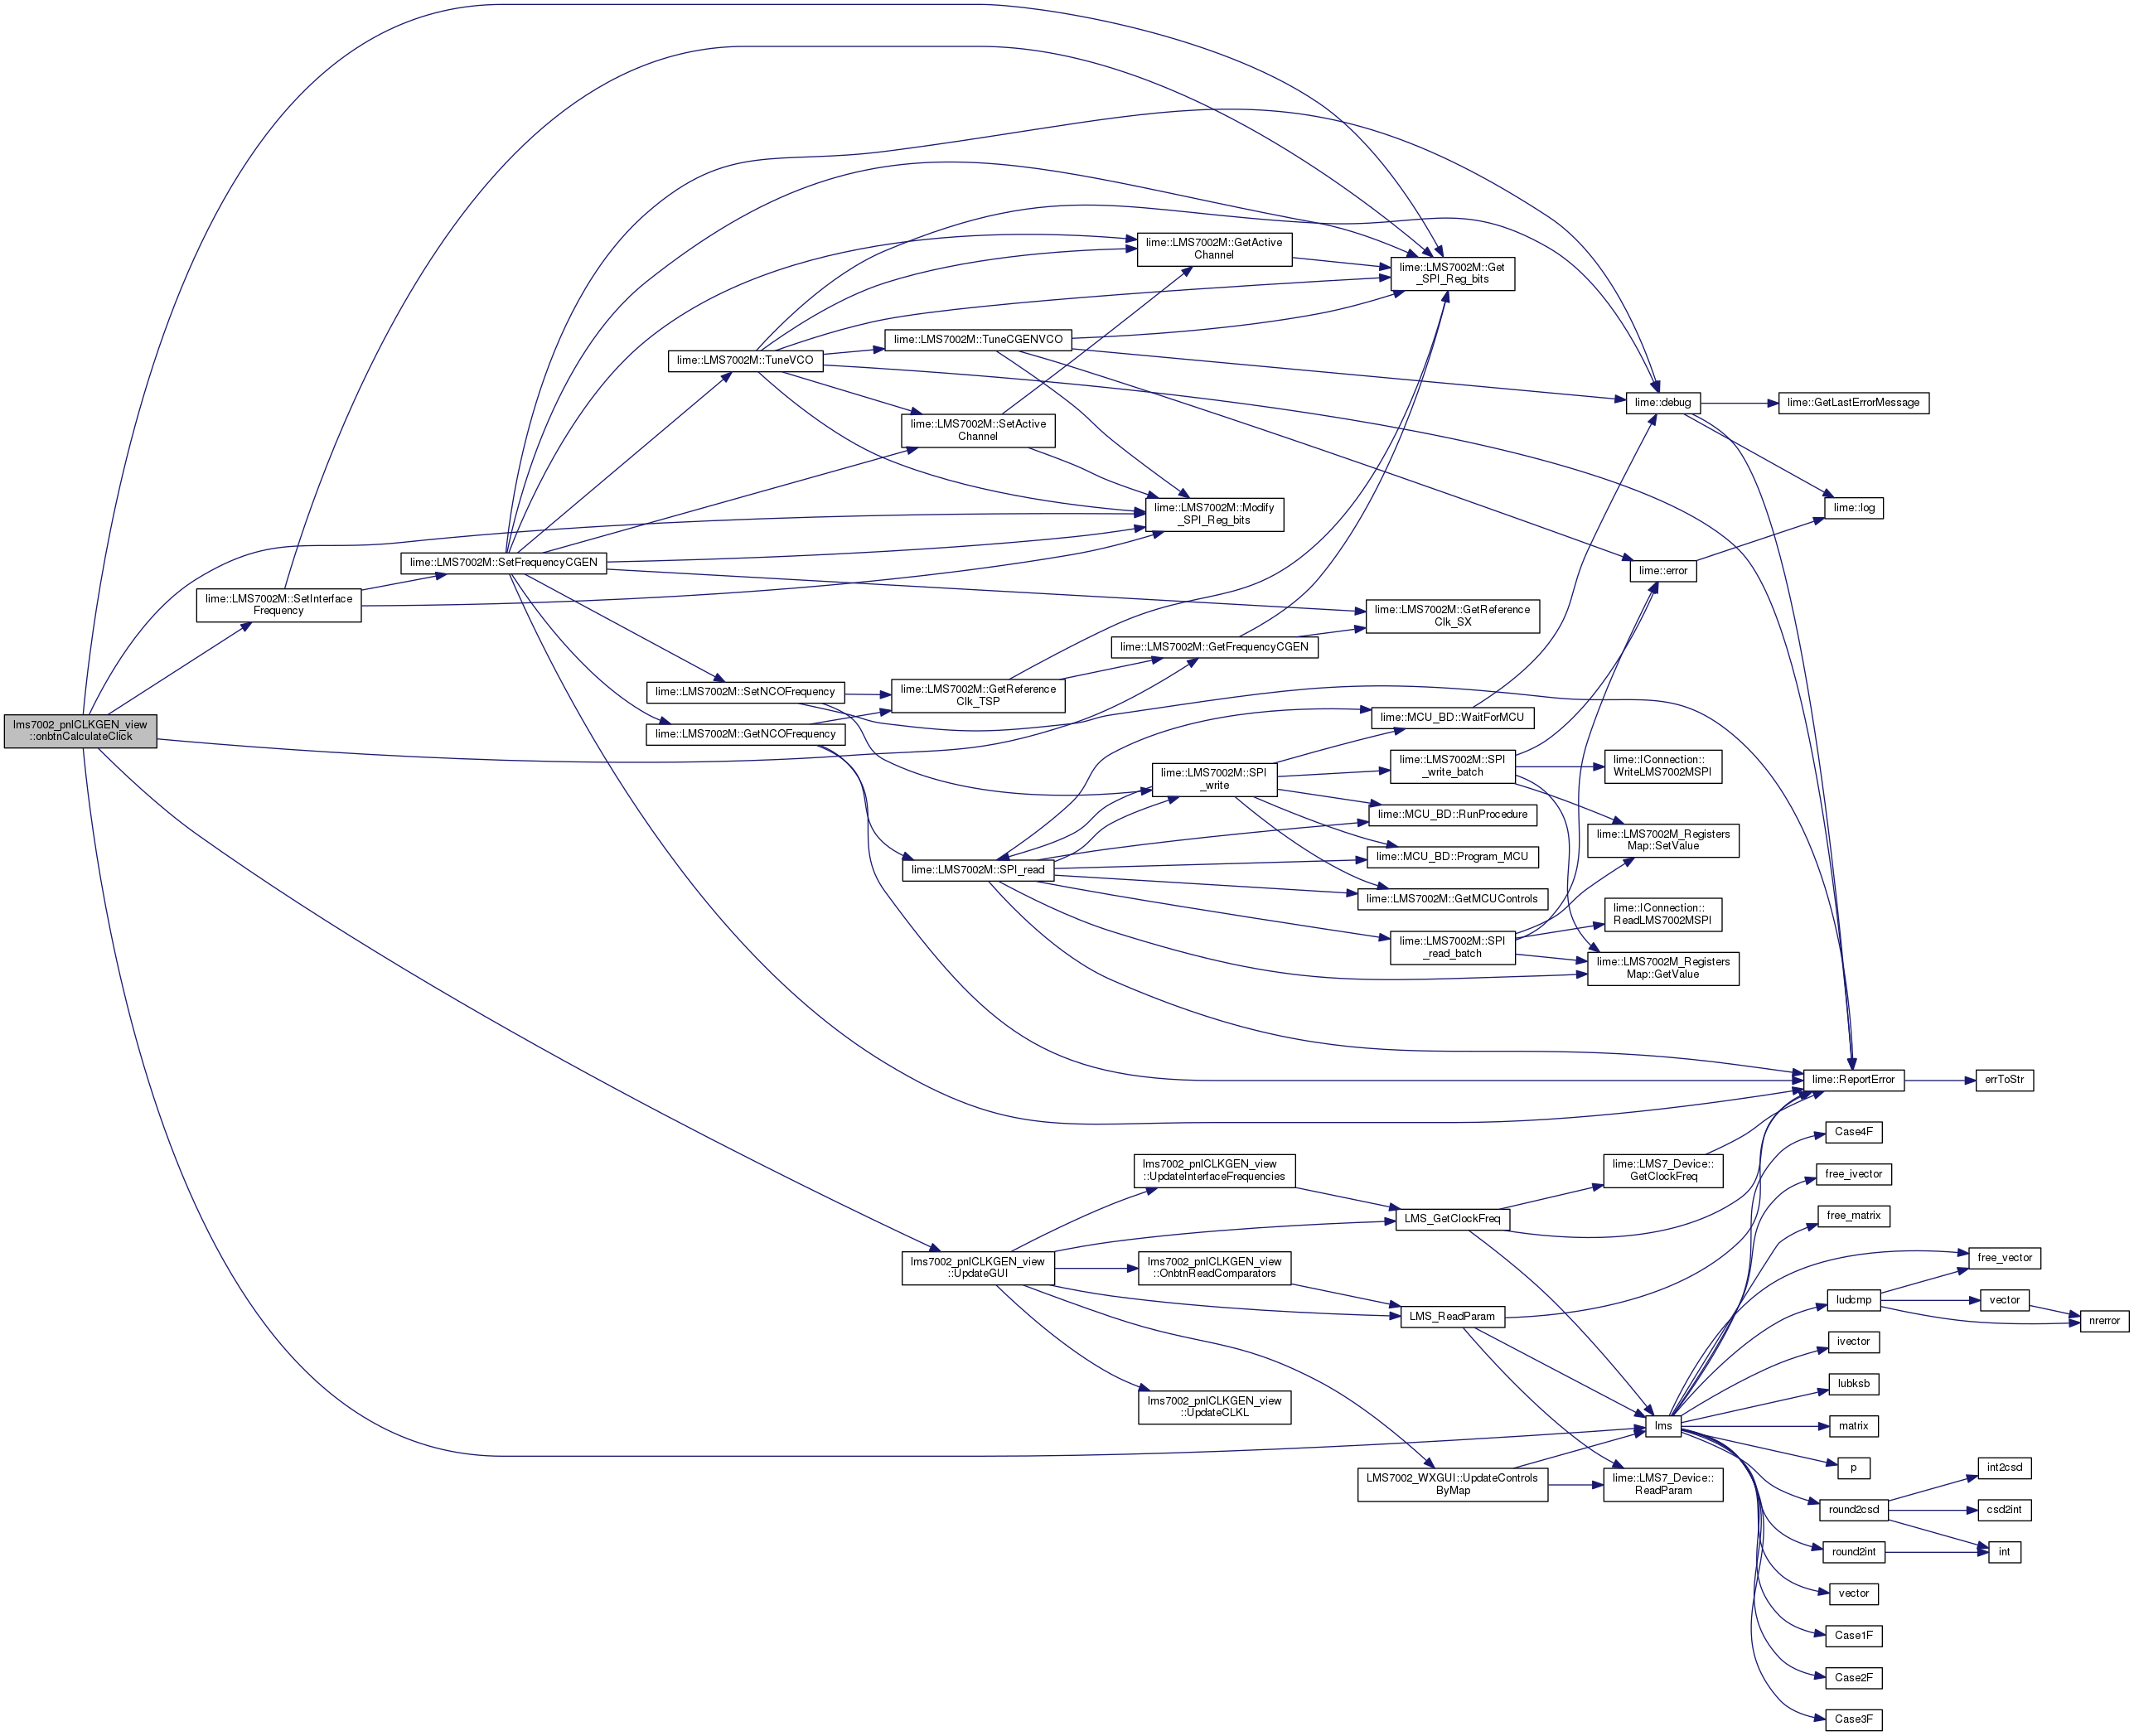 lms7002_pnlCLKGEN_view
::onbtnCalculateClick
lime::LMS7002M::SetInterface
Frequency
lime::LMS7002M::SetFrequencyCGEN
lime::LMS7002M::TuneVCO
lime::LMS7002M::SetNCOFrequency
lime::LMS7002M::GetNCOFrequency
lime::LMS7002M::TuneCGENVCO
lime::LMS7002M::SetActive
Channel
lime::LMS7002M::GetReference
Clk_TSP
lime::LMS7002M::SPI_read
lms7002_pnlCLKGEN_view
::UpdateGUI
lime::LMS7002M::GetActive
Channel
lime::LMS7002M::Modify
_SPI_Reg_bits
lime::LMS7002M::GetFrequencyCGEN
lime::LMS7002M::SPI
_write
lms7002_pnlCLKGEN_view
::UpdateInterfaceFrequencies
lms7002_pnlCLKGEN_view
::OnbtnReadComparators
lms7002_pnlCLKGEN_view
::UpdateCLKL
lime::LMS7002M::Get
_SPI_Reg_bits
lime::LMS7002M::GetReference
Clk_SX
lime::MCU_BD::WaitForMCU
lime::LMS7002M::SPI
_write_batch
lime::MCU_BD::RunProcedure
lime::MCU_BD::Program_MCU
lime::LMS7002M::GetMCUControls
lime::LMS7002M::SPI
_read_batch
LMS_GetClockFreq
LMS_ReadParam
LMS7002_WXGUI::UpdateControls
ByMap
lime::debug
lime::error
lime::IConnection::
WriteLMS7002MSPI
lime::LMS7002M_Registers
Map::SetValue
lime::IConnection::
ReadLMS7002MSPI
lime::LMS7002M_Registers
Map::GetValue
lime::LMS7_Device::
GetClockFreq
lms
lime::LMS7_Device::
ReadParam
lime::GetLastErrorMessage
lime::log
lime::ReportError
Case4F
free_ivector
free_matrix
ludcmp
ivector
lubksb
matrix
p
round2csd
round2int
vector
Case1F
Case2F
Case3F
errToStr
free_vector
vector
int2csd
csd2int
int
nrerror